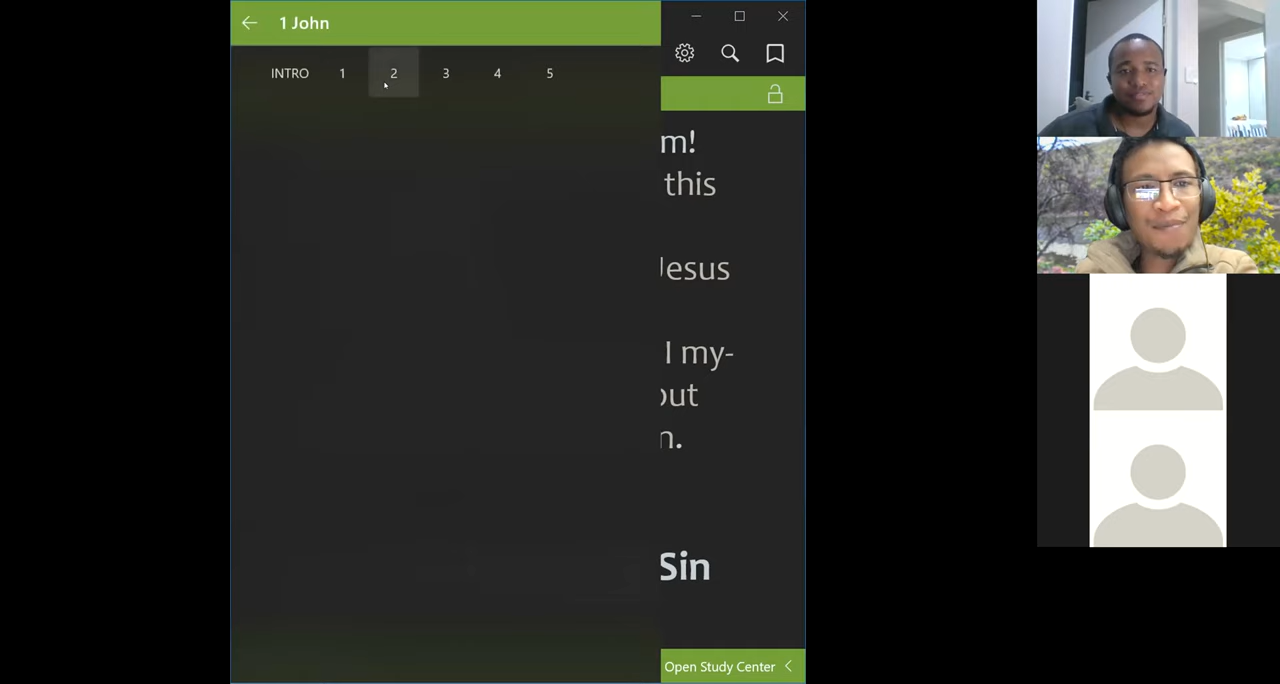 1 John
INTRO 1 2 3 4 5
m!
this
Jesus
I my-
out
n.
Sin
Open Study Center